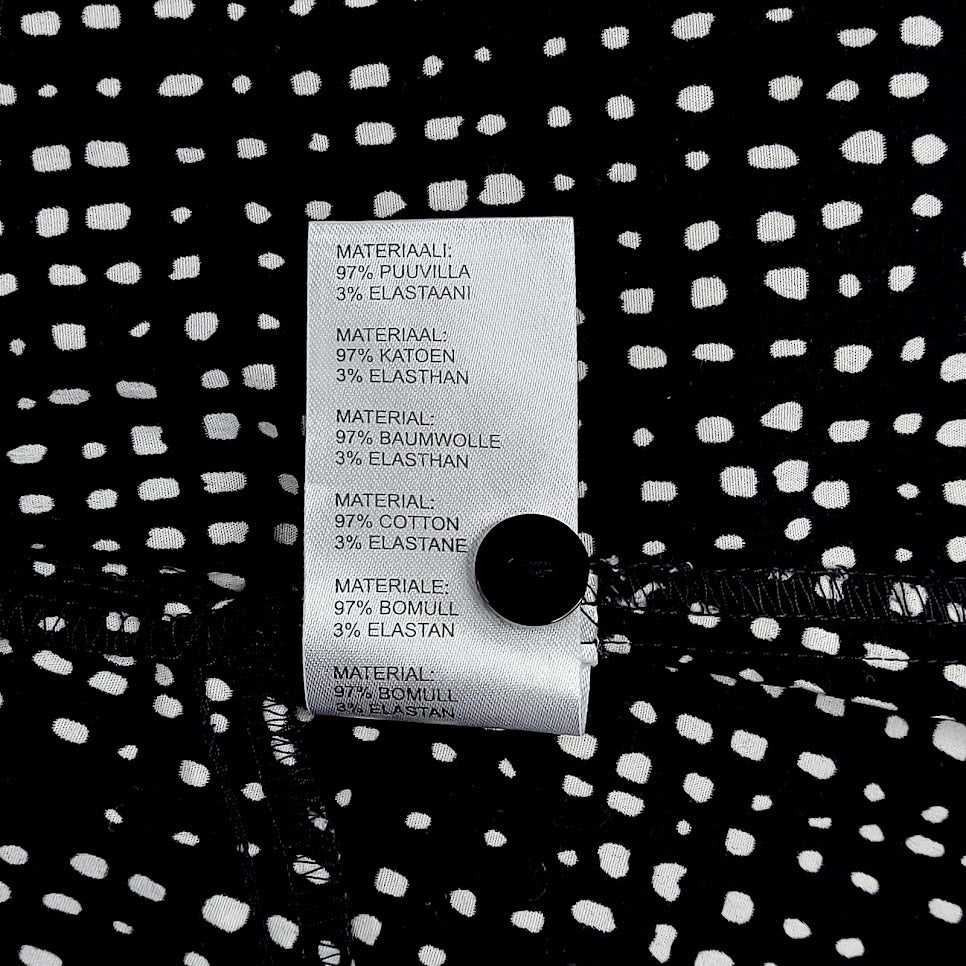 MATERIAALI:
97% PUUVILLA
3% ELASTAANI
MATERIAAL:
97% KATOEN
3% ELASTHAN
MATERIAL:
97% BAUMWOLLE
3% ELASTHAN
MATERIAL:
97% COTTON
3% ELASTANE
MATERIALE:
97% BOMULL
3% ELASTAN
MATERIAL:
97% BOMULL
3% ELASTAN